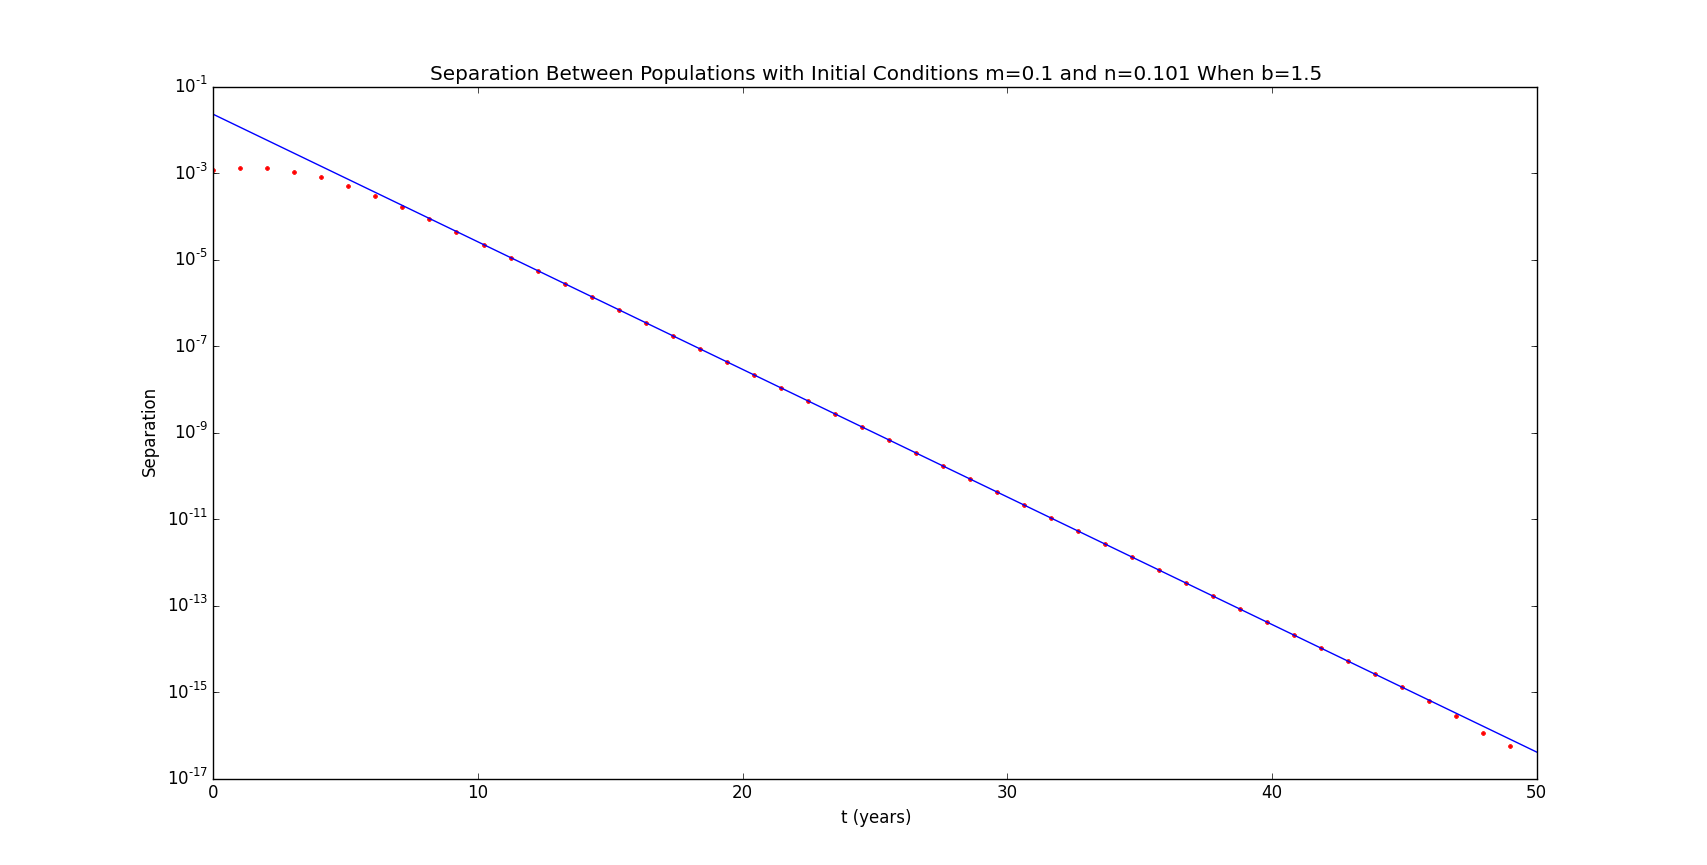 Separation Between Populations with Initial Conditions m=0.1 and n=0.101 When b=1.5
10^-1
10^-3
10^-5
10^-7
10^-9
10^-11
10^-13
10^-15
10^-17
Separation
0 10 20 30 40 50
t (years)